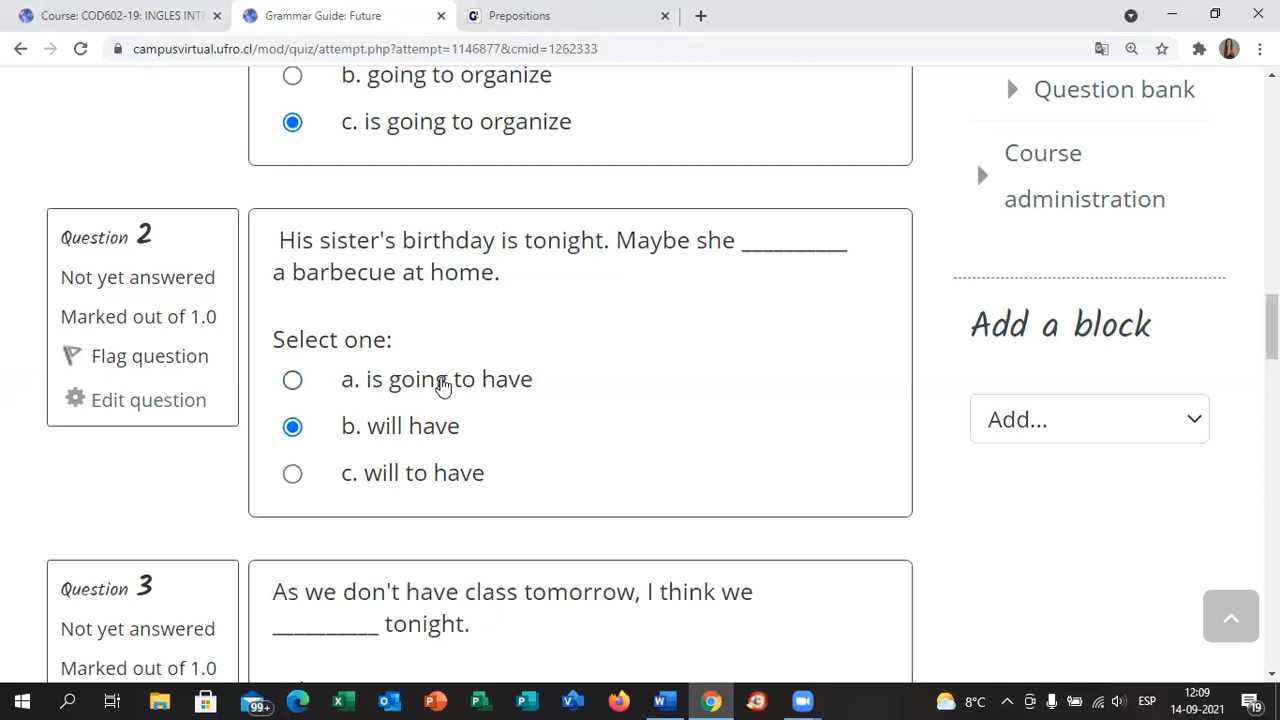 Course: COD602-19: INGLES INT
Grammar Guide: Future
Prepositions
campusvirtual.ufro.cl/mod/quiz/attempt.php?attempt=1146877&cmid=1262333
b. going to organize
c. is going to organize
Question 2
Not yet answered
Marked out of 1.0
Flag question
Edit question
His sister's birthday is tonight. Maybe she __________
a barbecue at home.
Select one:
a. is going to have
b. will have
c. will to have
Question 3
Not yet answered
Marked out of 1.0
As we don't have class tomorrow, I think we
__________ tonight.
Question bank
Course
administration
Add a block
Add...
99+
8°C
ESP
12:09
14-09-2021
19